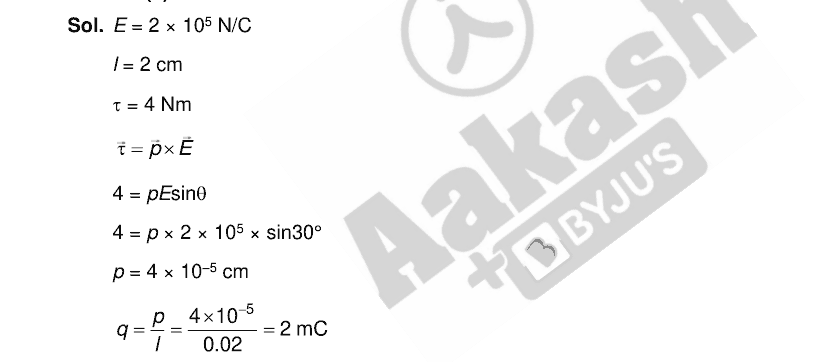 Sol. E = 2 × 10⁵ N/C
l = 2 cm
τ = 4 Nm
τ⃗ = p⃗ × E⃗
4 = pEsinθ
4 = p × 2 × 10⁵ × sin30°
p = 4 × 10⁻⁵ cm
q = p/l = 4×10⁻⁵/0.02 = 2 mC
Aakash
+ BYJU'S